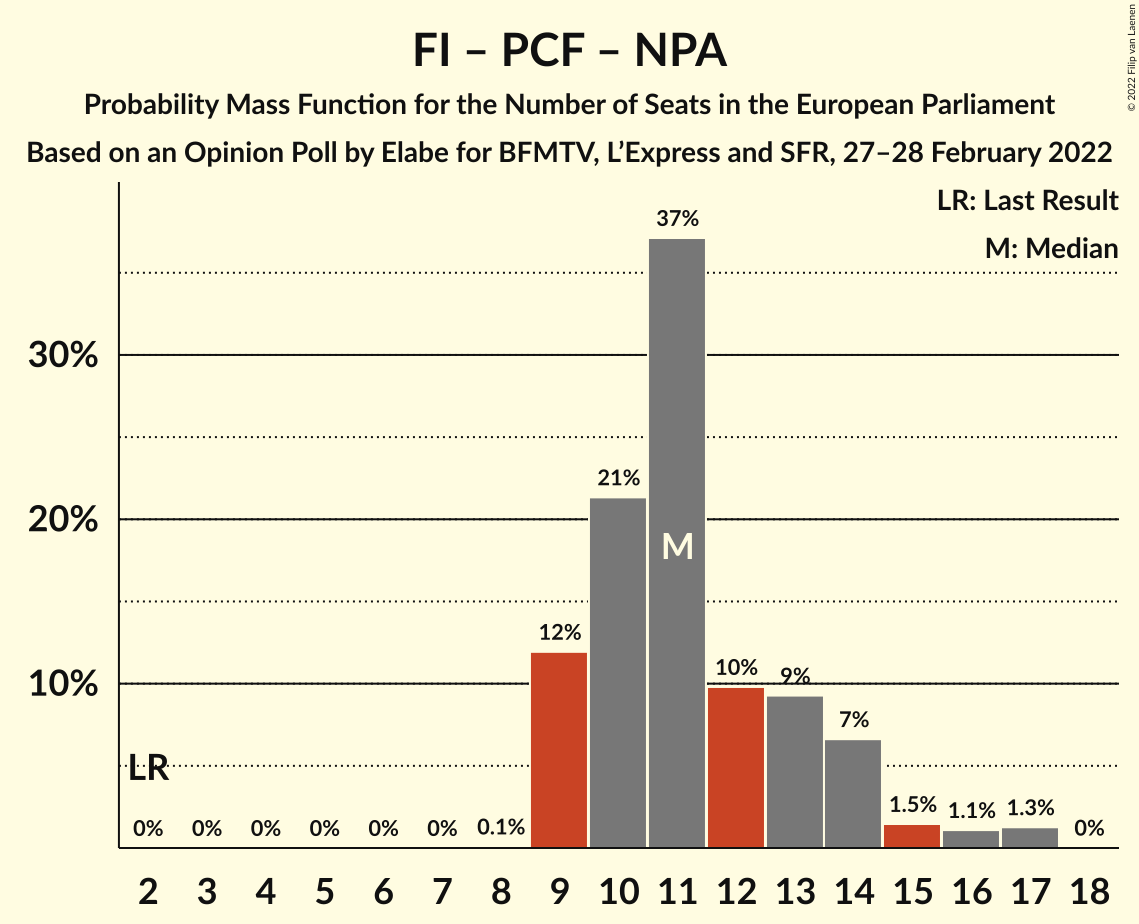 FI – PCF – NPA
Probability Mass Function for the Number of Seats in the European Parliament
Based on an Opinion Poll by Elabe for BFMTV, L’Express and SFR, 27–28 February 2022
© 2022 Filip van Laenen
LR: Last Result
M: Median
37%
30%
21%
20%
M
12%
10%
10%
9%
7%
LR
0% 0% 0% 0% 0% 0% 0.1% 1.5% 1.1% 1.3% 0%
2 3 4 5 6 7 8 9 10 11 12 13 14 15 16 17 18